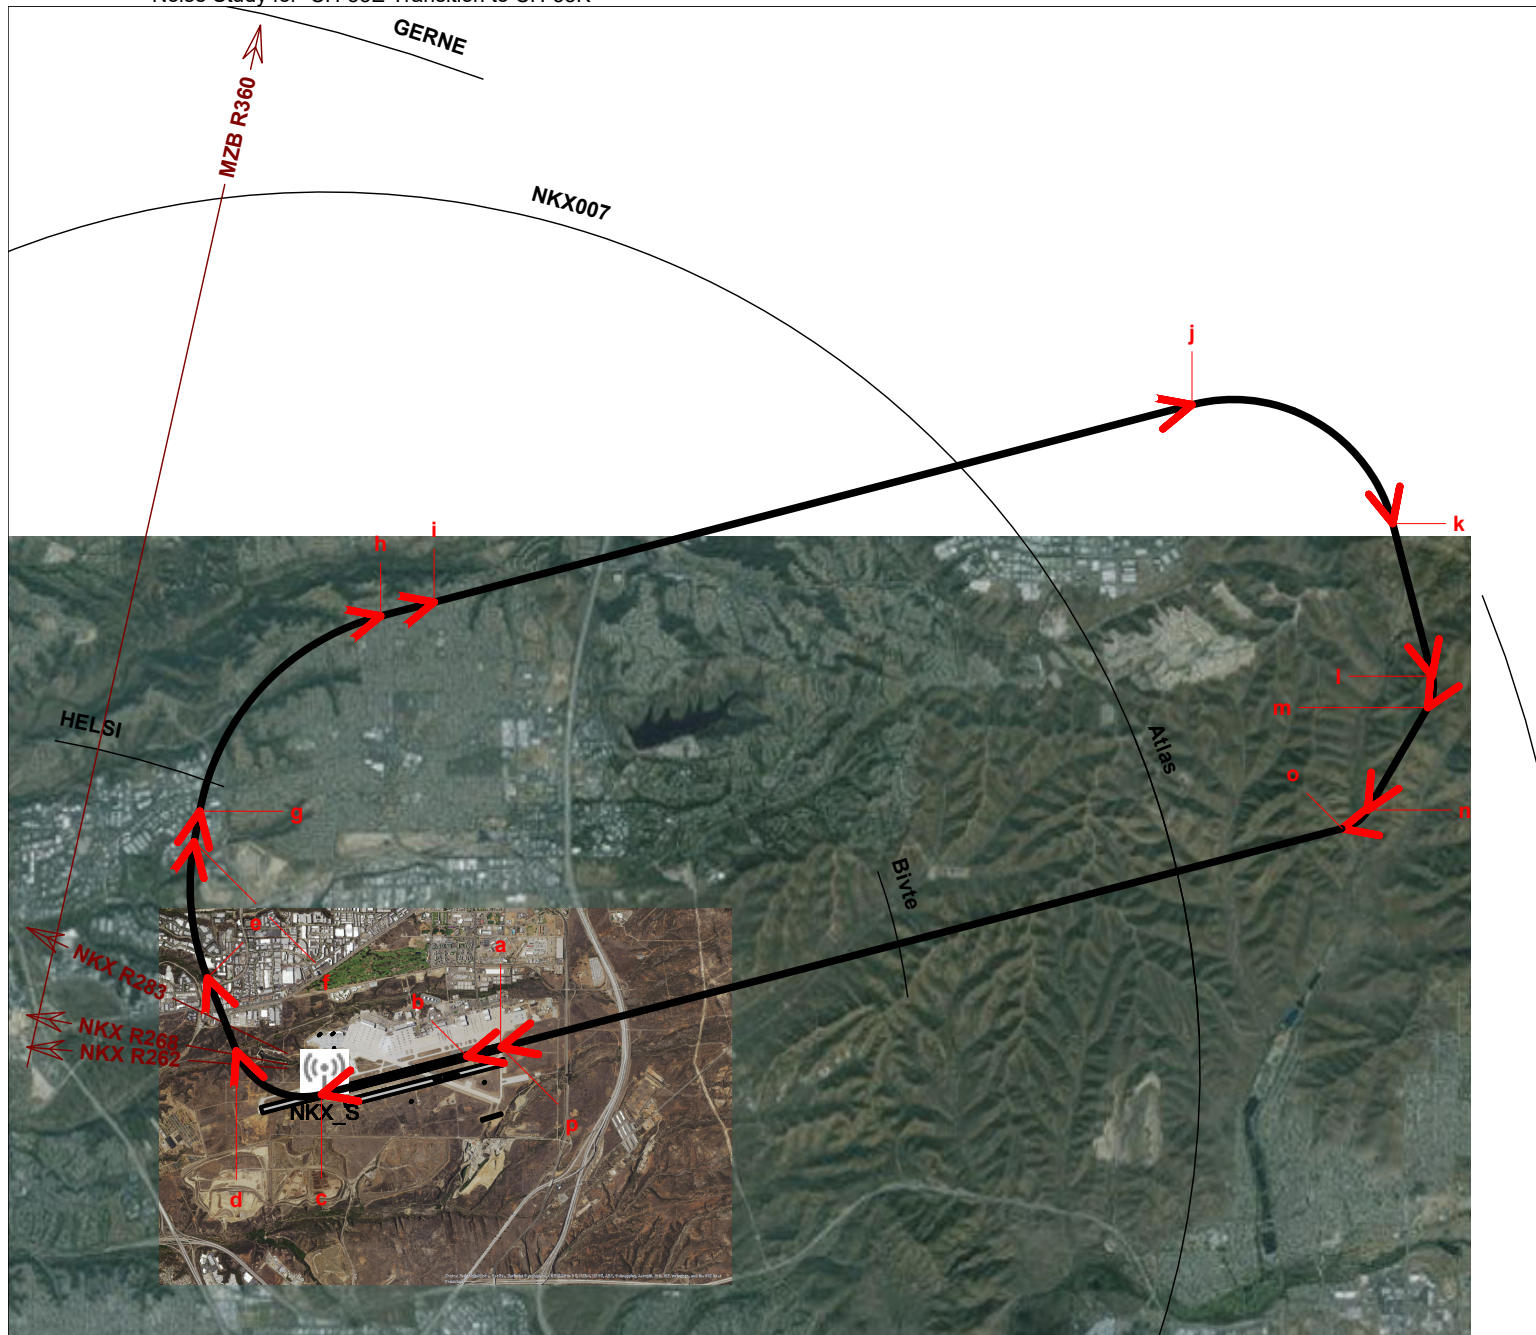 GERNE
MZB R360
NKX007
j
k
h
i
l
m
HELSI
Atlas
o
g
n
Bivte
e
a
NKX R283
f
b
NKX R268
NKX R262
NKX_S
p
d
c